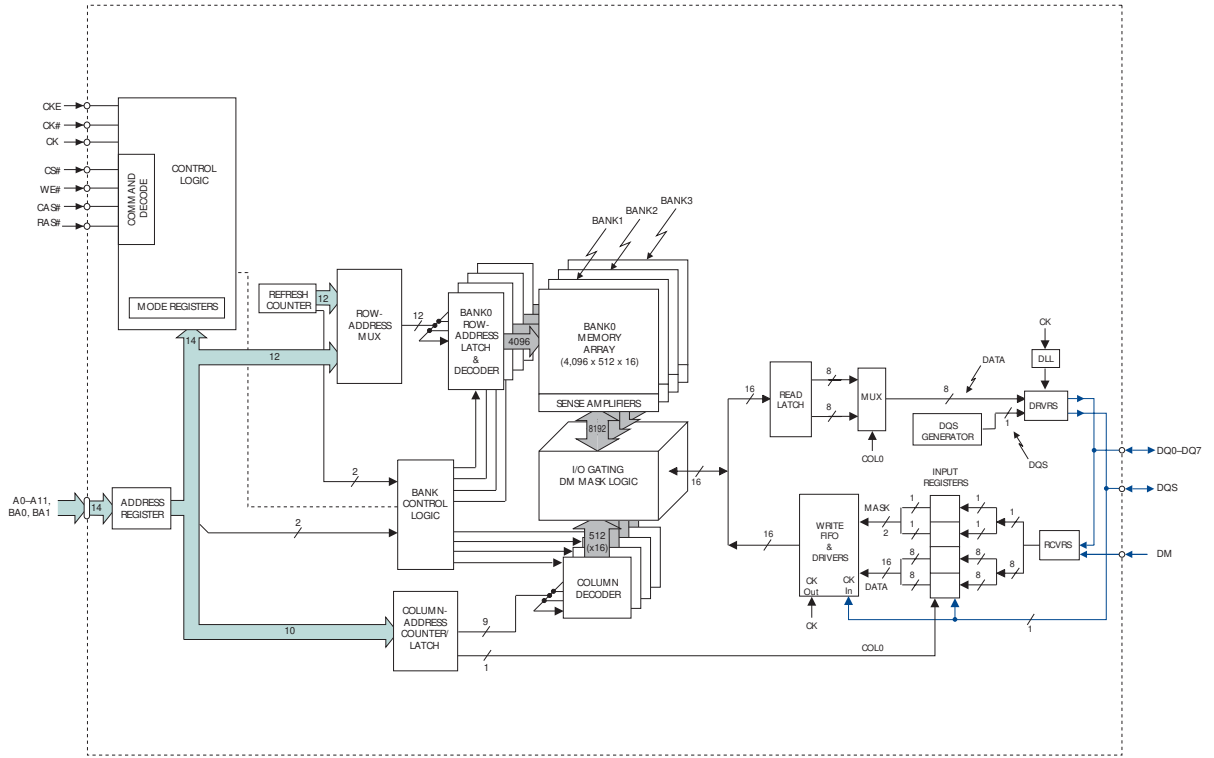 CKE
CK#
CK
CS#
WE#
CAS#
RAS#
COMMAND
DECODE
CONTROL
LOGIC
MODE REGISTERS
REFRESH
COUNTER
12
ROW-
ADDRESS
MUX
12
BANK0
ROW-
ADDRESS
LATCH
&
DECODER
4096
BANK1
BANK2
BANK3
BANK0
MEMORY
ARRAY
(4,096 x 512 x 16)
SENSE AMPLIFIERS
8192
I/O GATING
DM MASK LOGIC
16
14
12
2
2
BANK
CONTROL
LOGIC
512
(x16)
COLUMN
DECODER
A0–A11,
BA0, BA1
14
ADDRESS
REGISTER
10
COLUMN-
ADDRESS
COUNTER/
LATCH
9
1
COL0
16
READ
LATCH
8
8
MUX
COL0
8
DATA
DQS
GENERATOR
1
DQS
CK
DLL
DRVRS
DQ0–DQ7
DQS
DM
INPUT
REGISTERS
16
WRITE
FIFO
&
DRIVERS
CK
Out
CK
In
CK
MASK
2
16
DATA
1
1
8
8
1
1
8
8
1
8
RCVRS
1